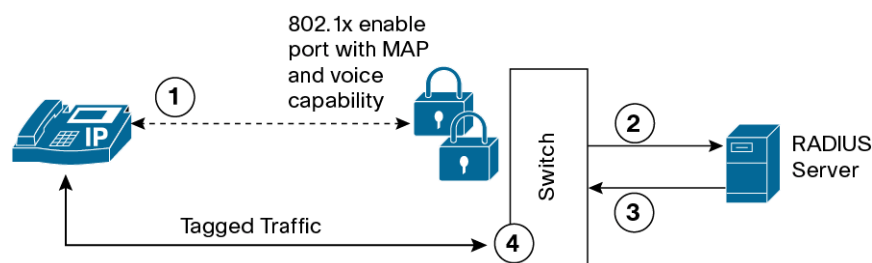 802.1x enable
port with MAP
and voice
capability
1
IP
2
Switch
RADIUS
Server
3
Tagged Traffic
4